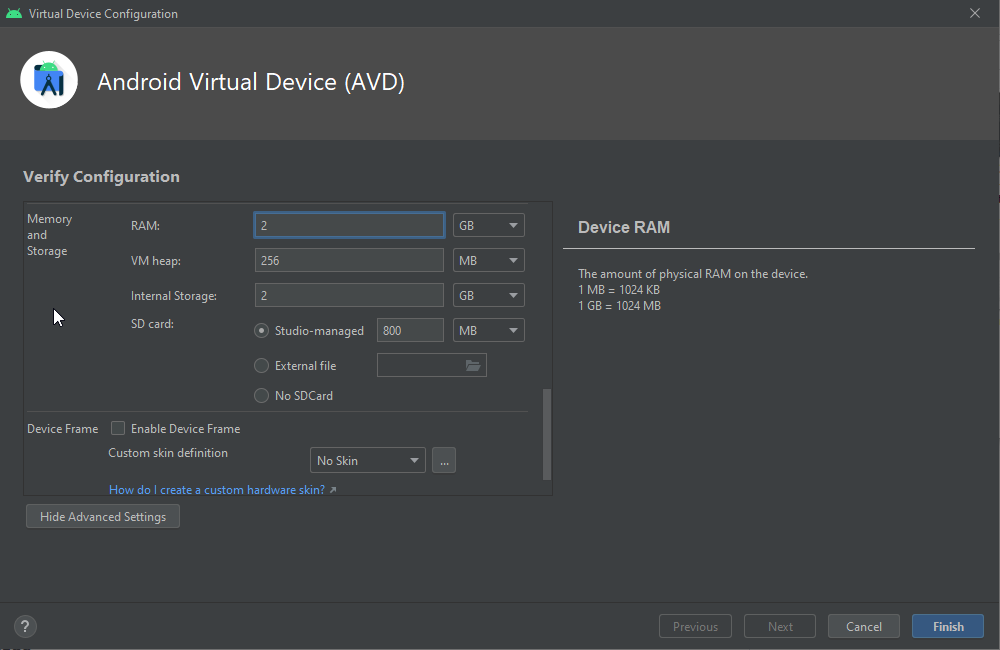 Virtual Device Configuration
Android Virtual Device (AVD)
Verify Configuration
Memory
and
Storage
RAM: 2 GB
VM heap: 256 MB
Internal Storage: 2 GB
SD card:
Studio-managed 800 MB
External file
No SDCard
Device Frame Enable Device Frame
Custom skin definition
No Skin ...
How do I create a custom hardware skin? ↗
Hide Advanced Settings
Device RAM
The amount of physical RAM on the device.
1 MB = 1024 KB
1 GB = 1024 MB
? Previous Next Cancel Finish